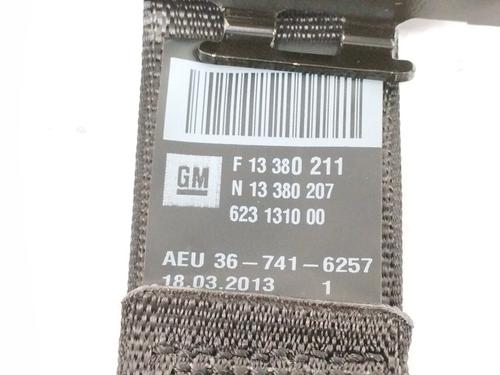 F 13 380 211
GM
N 13 380 207
623 1310 00
AEU 36-741-6257
18.03.2013 1